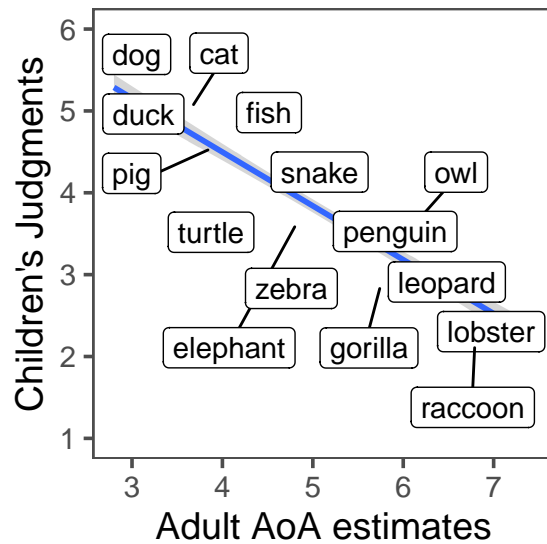 Children's Judgments
6
5
4
3
2
1
dog
cat
duck
fish
pig
snake
owl
turtle
penguin
zebra
leopard
elephant
gorilla
lobster
raccoon
3
4
5
6
7
Adult AoA estimates